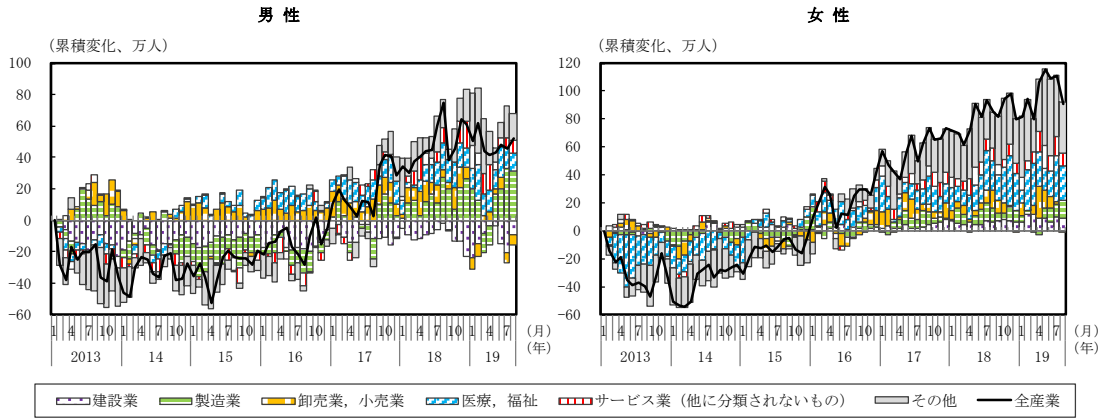 男 性
(累積変化、万人)
100
80
60
40
20
0
−20
−40
−60
1 4 7 10 1 4 7 10 1 4 7 10 1 4 7 10 1 4 7 10 1 4 7 10 1 4 7 (月)
2013 14 15 16 17 18 19 (年)
女 性
(累積変化、万人)
120
100
80
60
40
20
0
−20
−40
−60
1 4 7 10 1 4 7 10 1 4 7 10 1 4 7 10 1 4 7 10 1 4 7 10 1 4 7 (月)
2013 14 15 16 17 18 19 (年)
建設業 製造業 卸売業，小売業 医療，福祉 サービス業（他に分類されないもの） その他 全産業